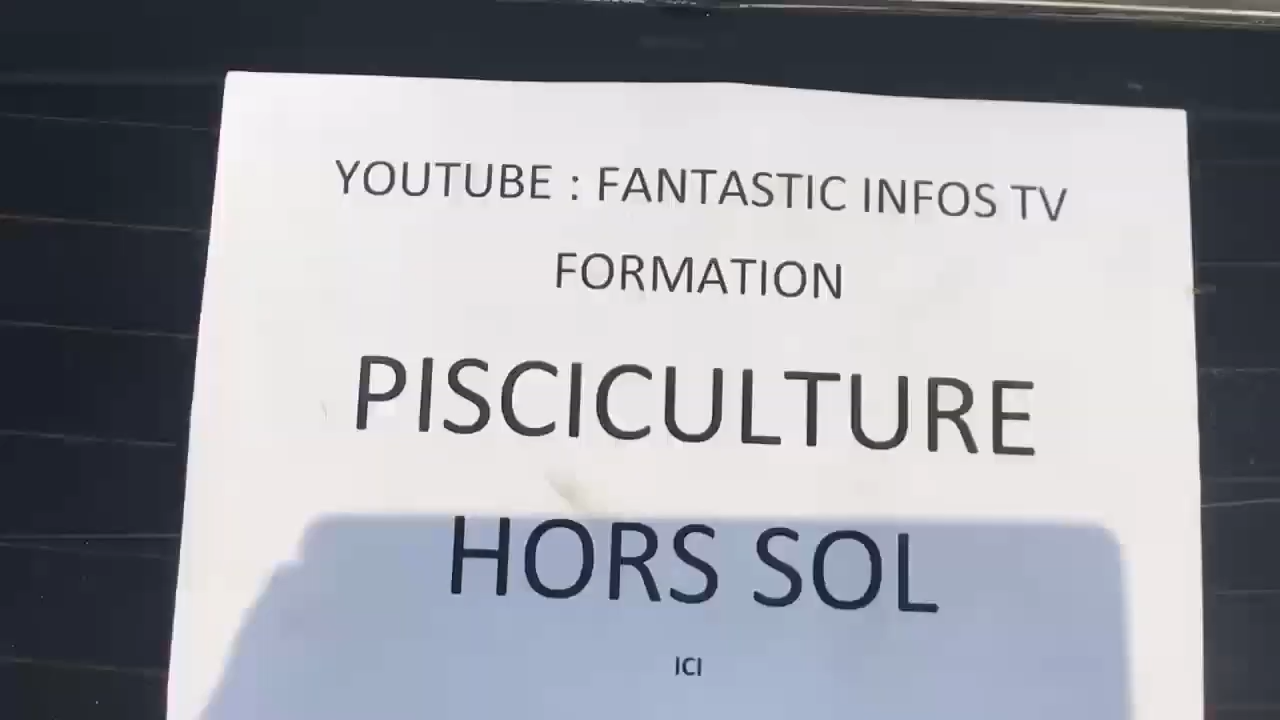 YOUTUBE : FANTASTIC INFOS TV
FORMATION
PISCICULTURE
HORS SOL
ICI